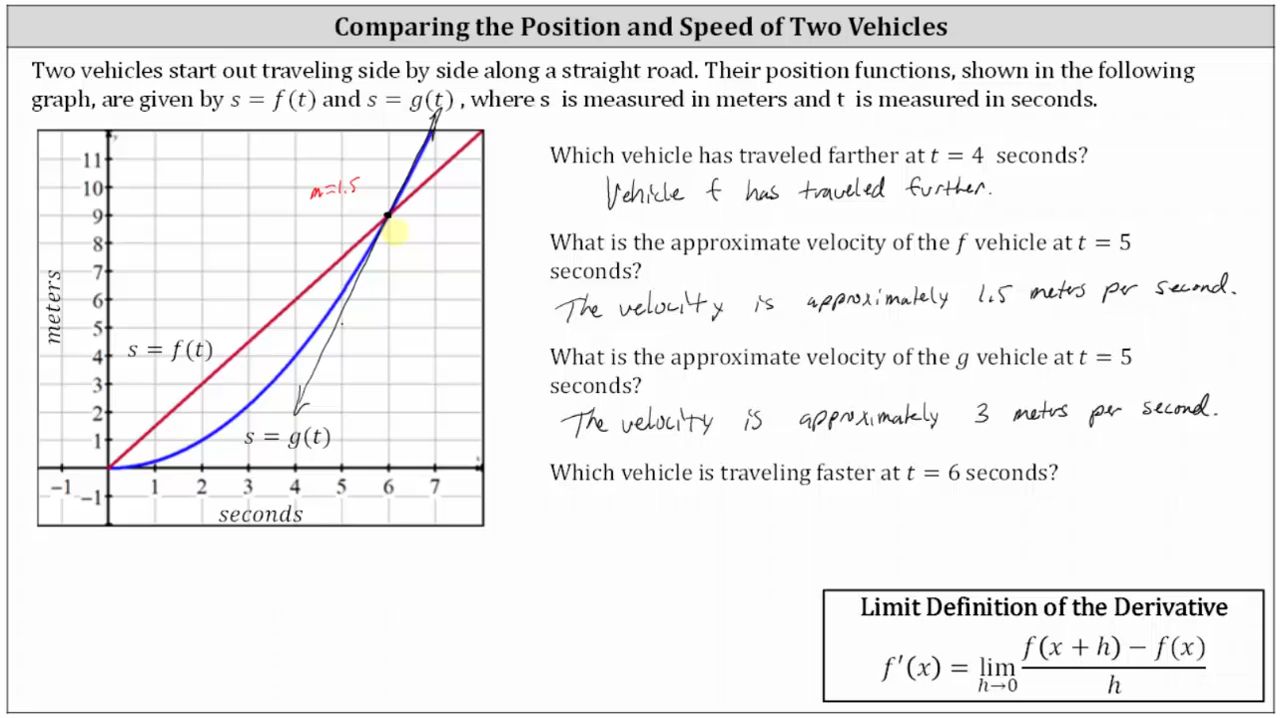 Comparing the Position and Speed of Two Vehicles
Two vehicles start out traveling side by side along a straight road. Their position functions, shown in the following
graph, are given by s = f(t) and s = g(t), where s is measured in meters and t is measured in seconds.
Which vehicle has traveled farther at t = 4 seconds?
Vehicle f has traveled further.
What is the approximate velocity of the f vehicle at t = 5
seconds?
The velocity is approximately 1.5 meters per second.
What is the approximate velocity of the g vehicle at t = 5
seconds?
The velocity is approximately 3 meters per second.
Which vehicle is traveling faster at t = 6 seconds?
y
11
10
9
8
7
6
5
4
3
2
1
-1
m=1.5
meters
s = f(t)
s = g(t)
-1 1 2 3 4 5 6 7
seconds
Limit Definition of the Derivative
f'(x) = lim h→0 f(x + h) − f(x) / h